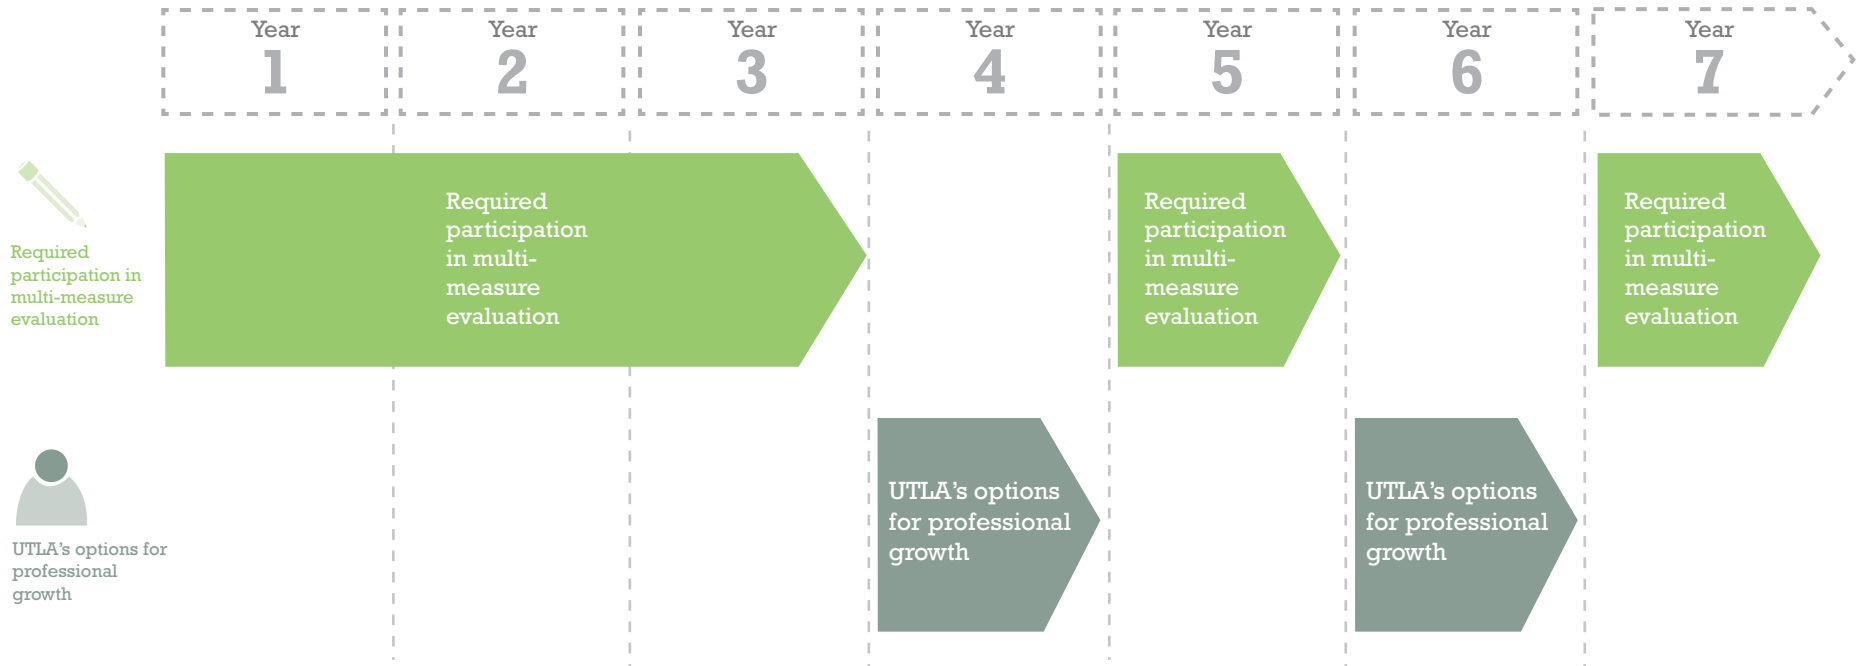 Year
1
Year
2
Year
3
Year
4
Year
5
Year
6
Year
7
Required
participation in
multi-measure
evaluation
Required
participation
in multi-
measure
evaluation
Required
participation
in multi-
measure
evaluation
Required
participation
in multi-
measure
evaluation
UTLA’s options for
professional
growth
UTLA’s options
for professional
growth
UTLA’s options
for professional
growth